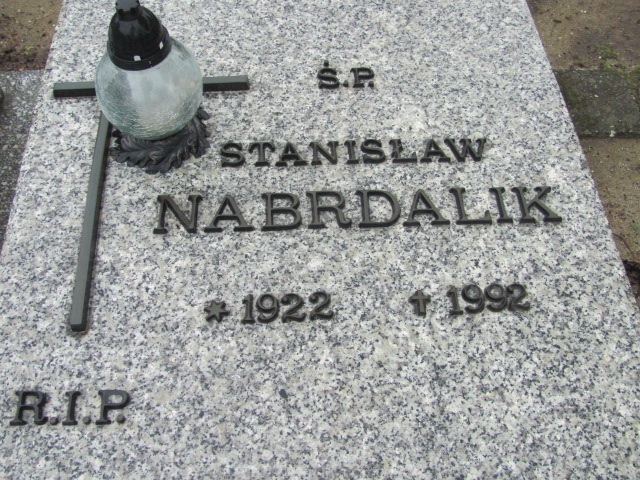 Ś.P.
STANISŁAW
NABRDALIK
* 1922 ✝ 1992
R.I.P.